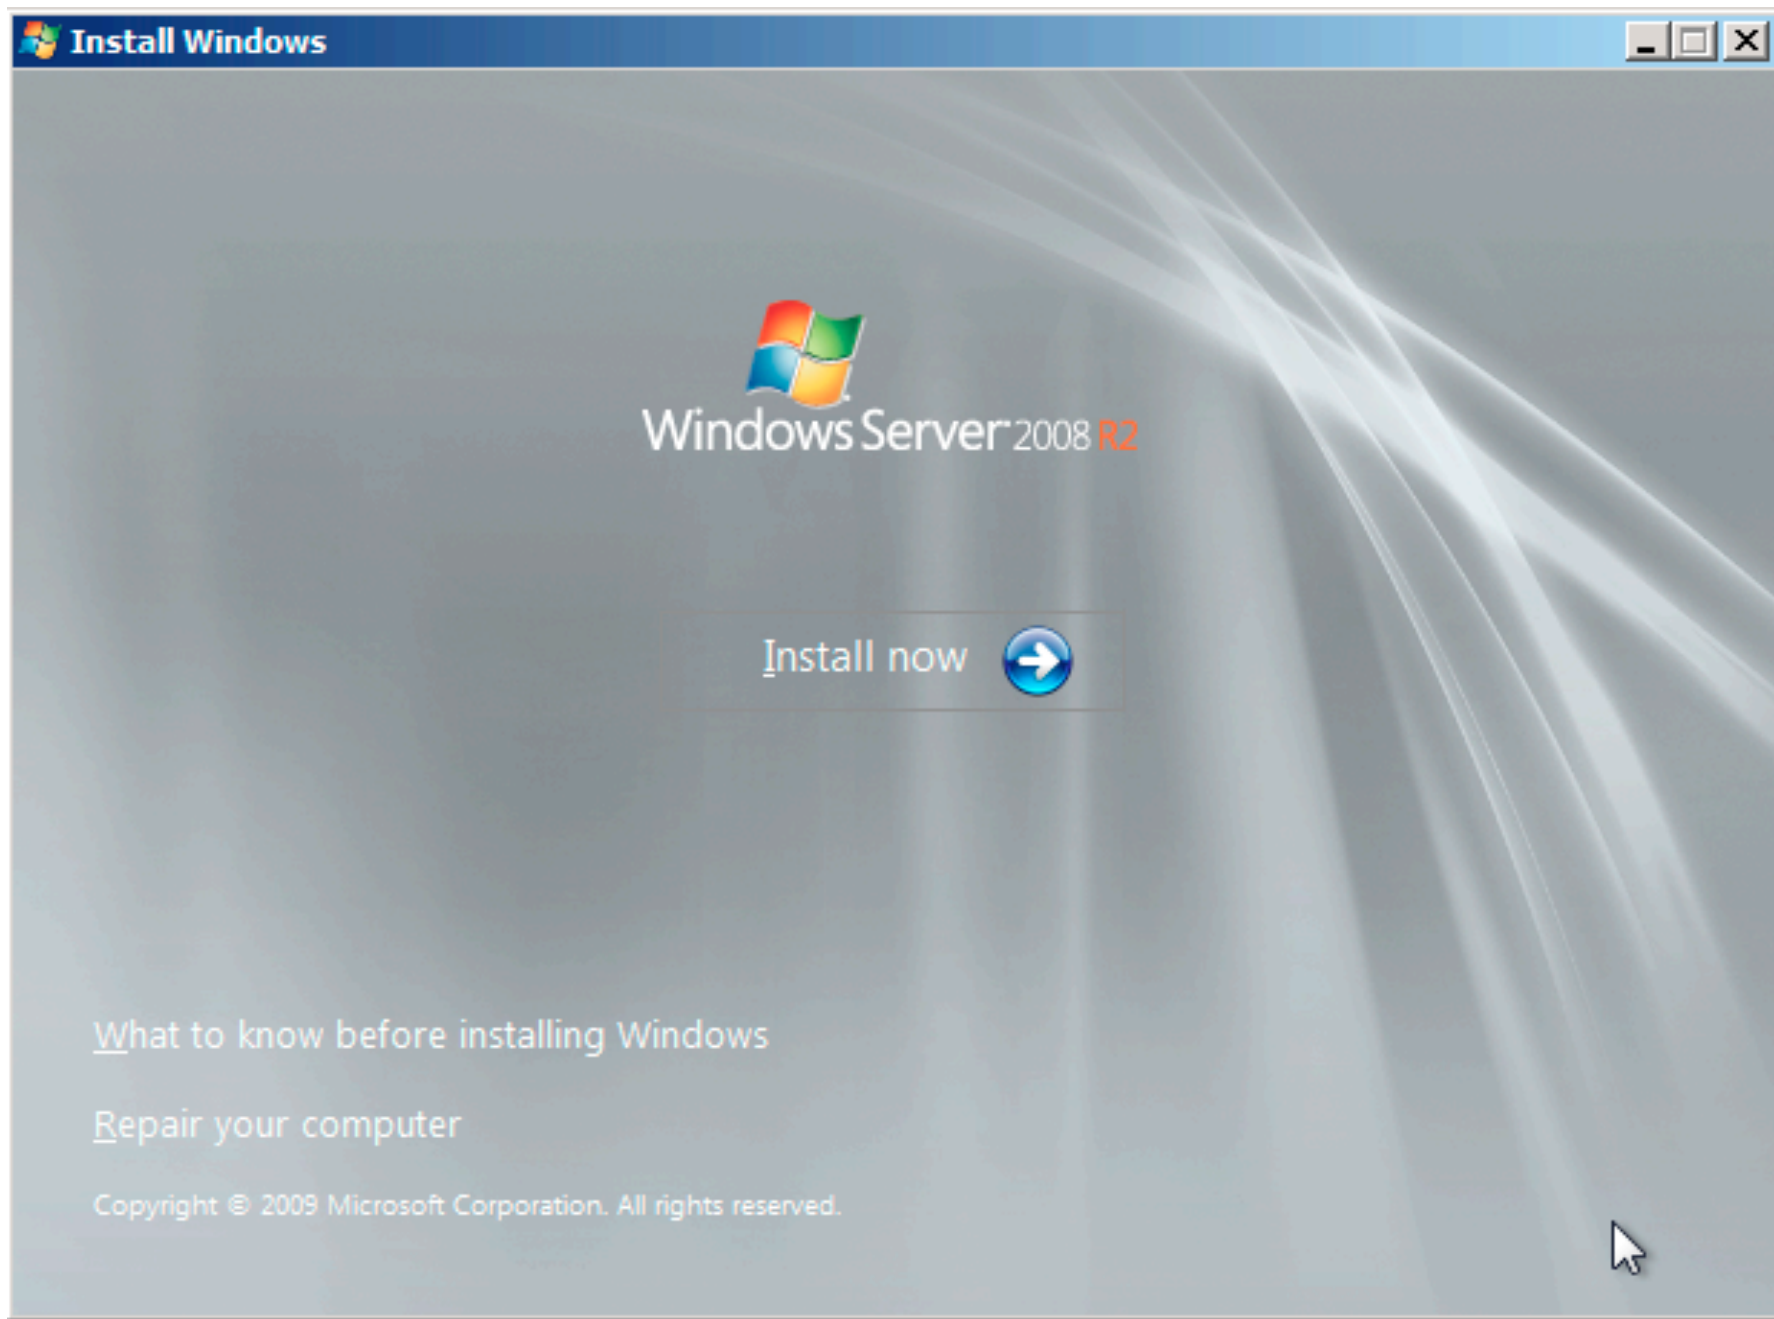 Install Windows
Windows Server 2008 R2
Install now
What to know before installing Windows
Repair your computer
Copyright © 2009 Microsoft Corporation. All rights reserved.